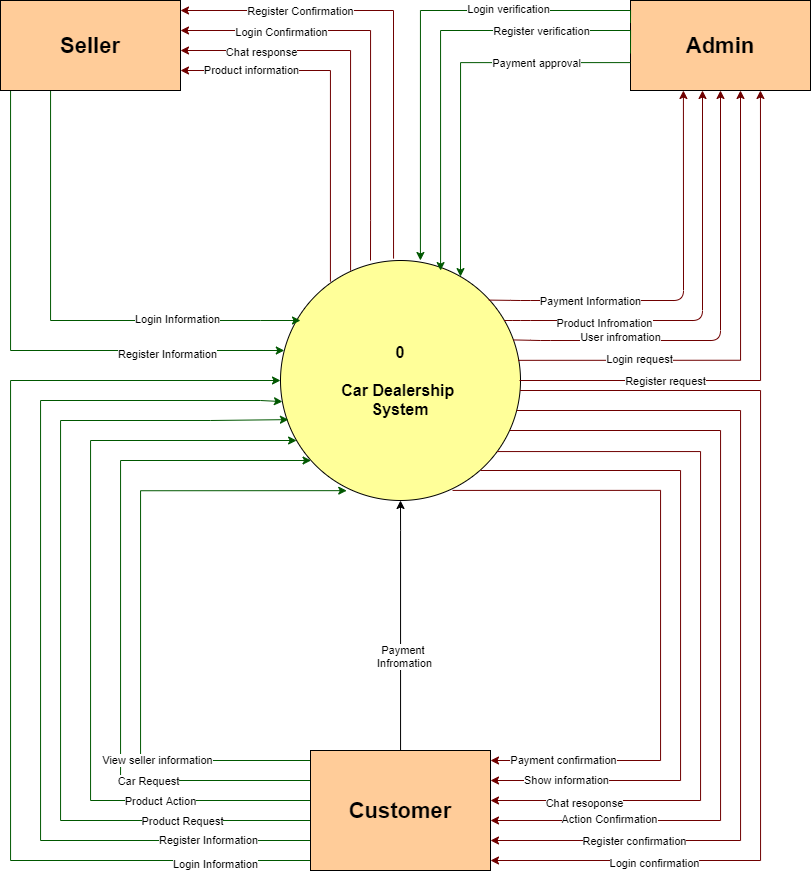 Register Confirmation
Login verification
Login Confirmation
Register verification
Seller
Admin
Chat response
Payment approval
Product information
Payment Information
Login Information
Product Infromation
User infromation
Register Information
0
Login request
Car Dealership
System
Register request
Payment
Infromation
View seller information
Payment confirmation
Car Request
Show information
Product Action
Chat resoponse
Customer
Product Request
Action Confirmation
Register Information
Register confirmation
Login Information
Login confirmation